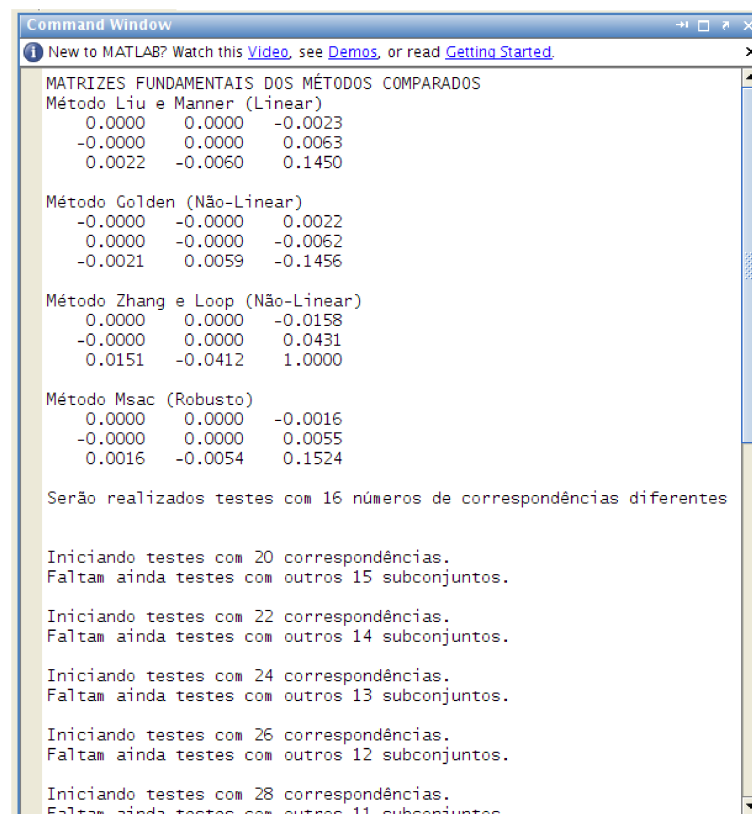 Command Window
New to MATLAB? Watch this Video, see Demos, or read Getting Started.
MATRIZES FUNDAMENTAIS DOS MÉTODOS COMPARADOS
Método Liu e Manner (Linear)
0.0000 0.0000 -0.0023
-0.0000 0.0000 0.0063
0.0022 -0.0060 0.1450
Método Golden (Não-Linear)
-0.0000 -0.0000 0.0022
0.0000 -0.0000 -0.0062
-0.0021 0.0059 -0.1456
Método Zhang e Loop (Não-Linear)
0.0000 0.0000 -0.0158
-0.0000 0.0000 0.0431
0.0151 -0.0412 1.0000
Método Msac (Robusto)
0.0000 0.0000 -0.0016
-0.0000 0.0000 0.0055
0.0016 -0.0054 0.1524
Serão realizados testes com 16 números de correspondências diferentes
Iniciando testes com 20 correspondências.
Faltam ainda testes com outros 15 subconjuntos.
Iniciando testes com 22 correspondências.
Faltam ainda testes com outros 14 subconjuntos.
Iniciando testes com 24 correspondências.
Faltam ainda testes com outros 13 subconjuntos.
Iniciando testes com 26 correspondências.
Faltam ainda testes com outros 12 subconjuntos.
Iniciando testes com 28 correspondências.
Faltam ainda testes com outros 11 subconjuntos